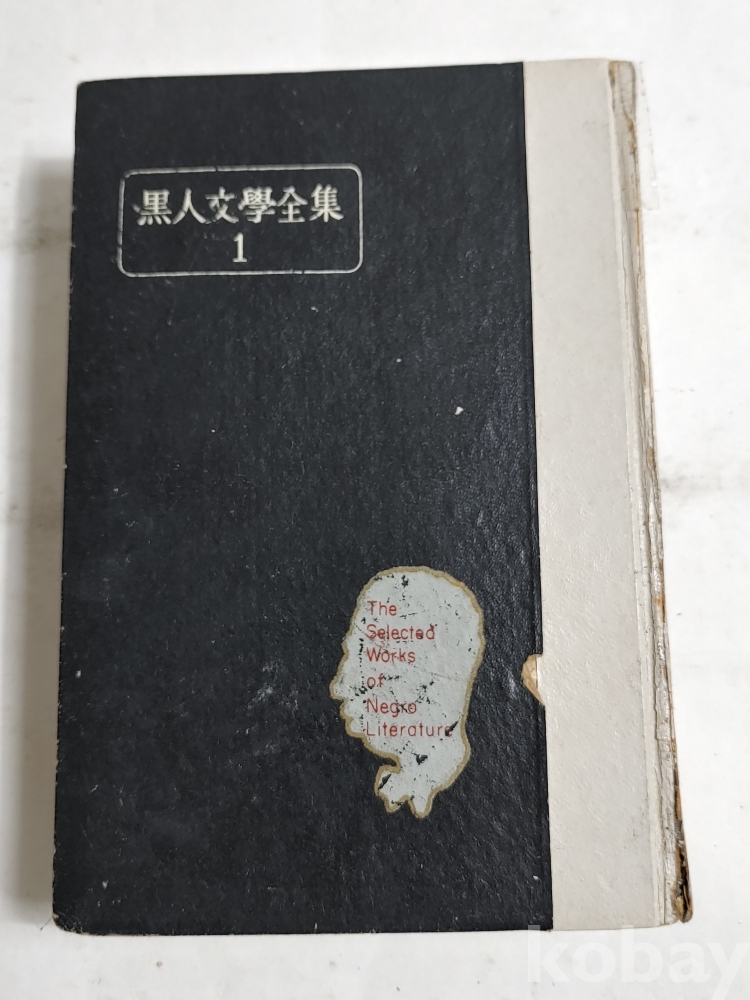 黑人文學全集
1
The
Selected
Works
of
Negro
Literature
kobay